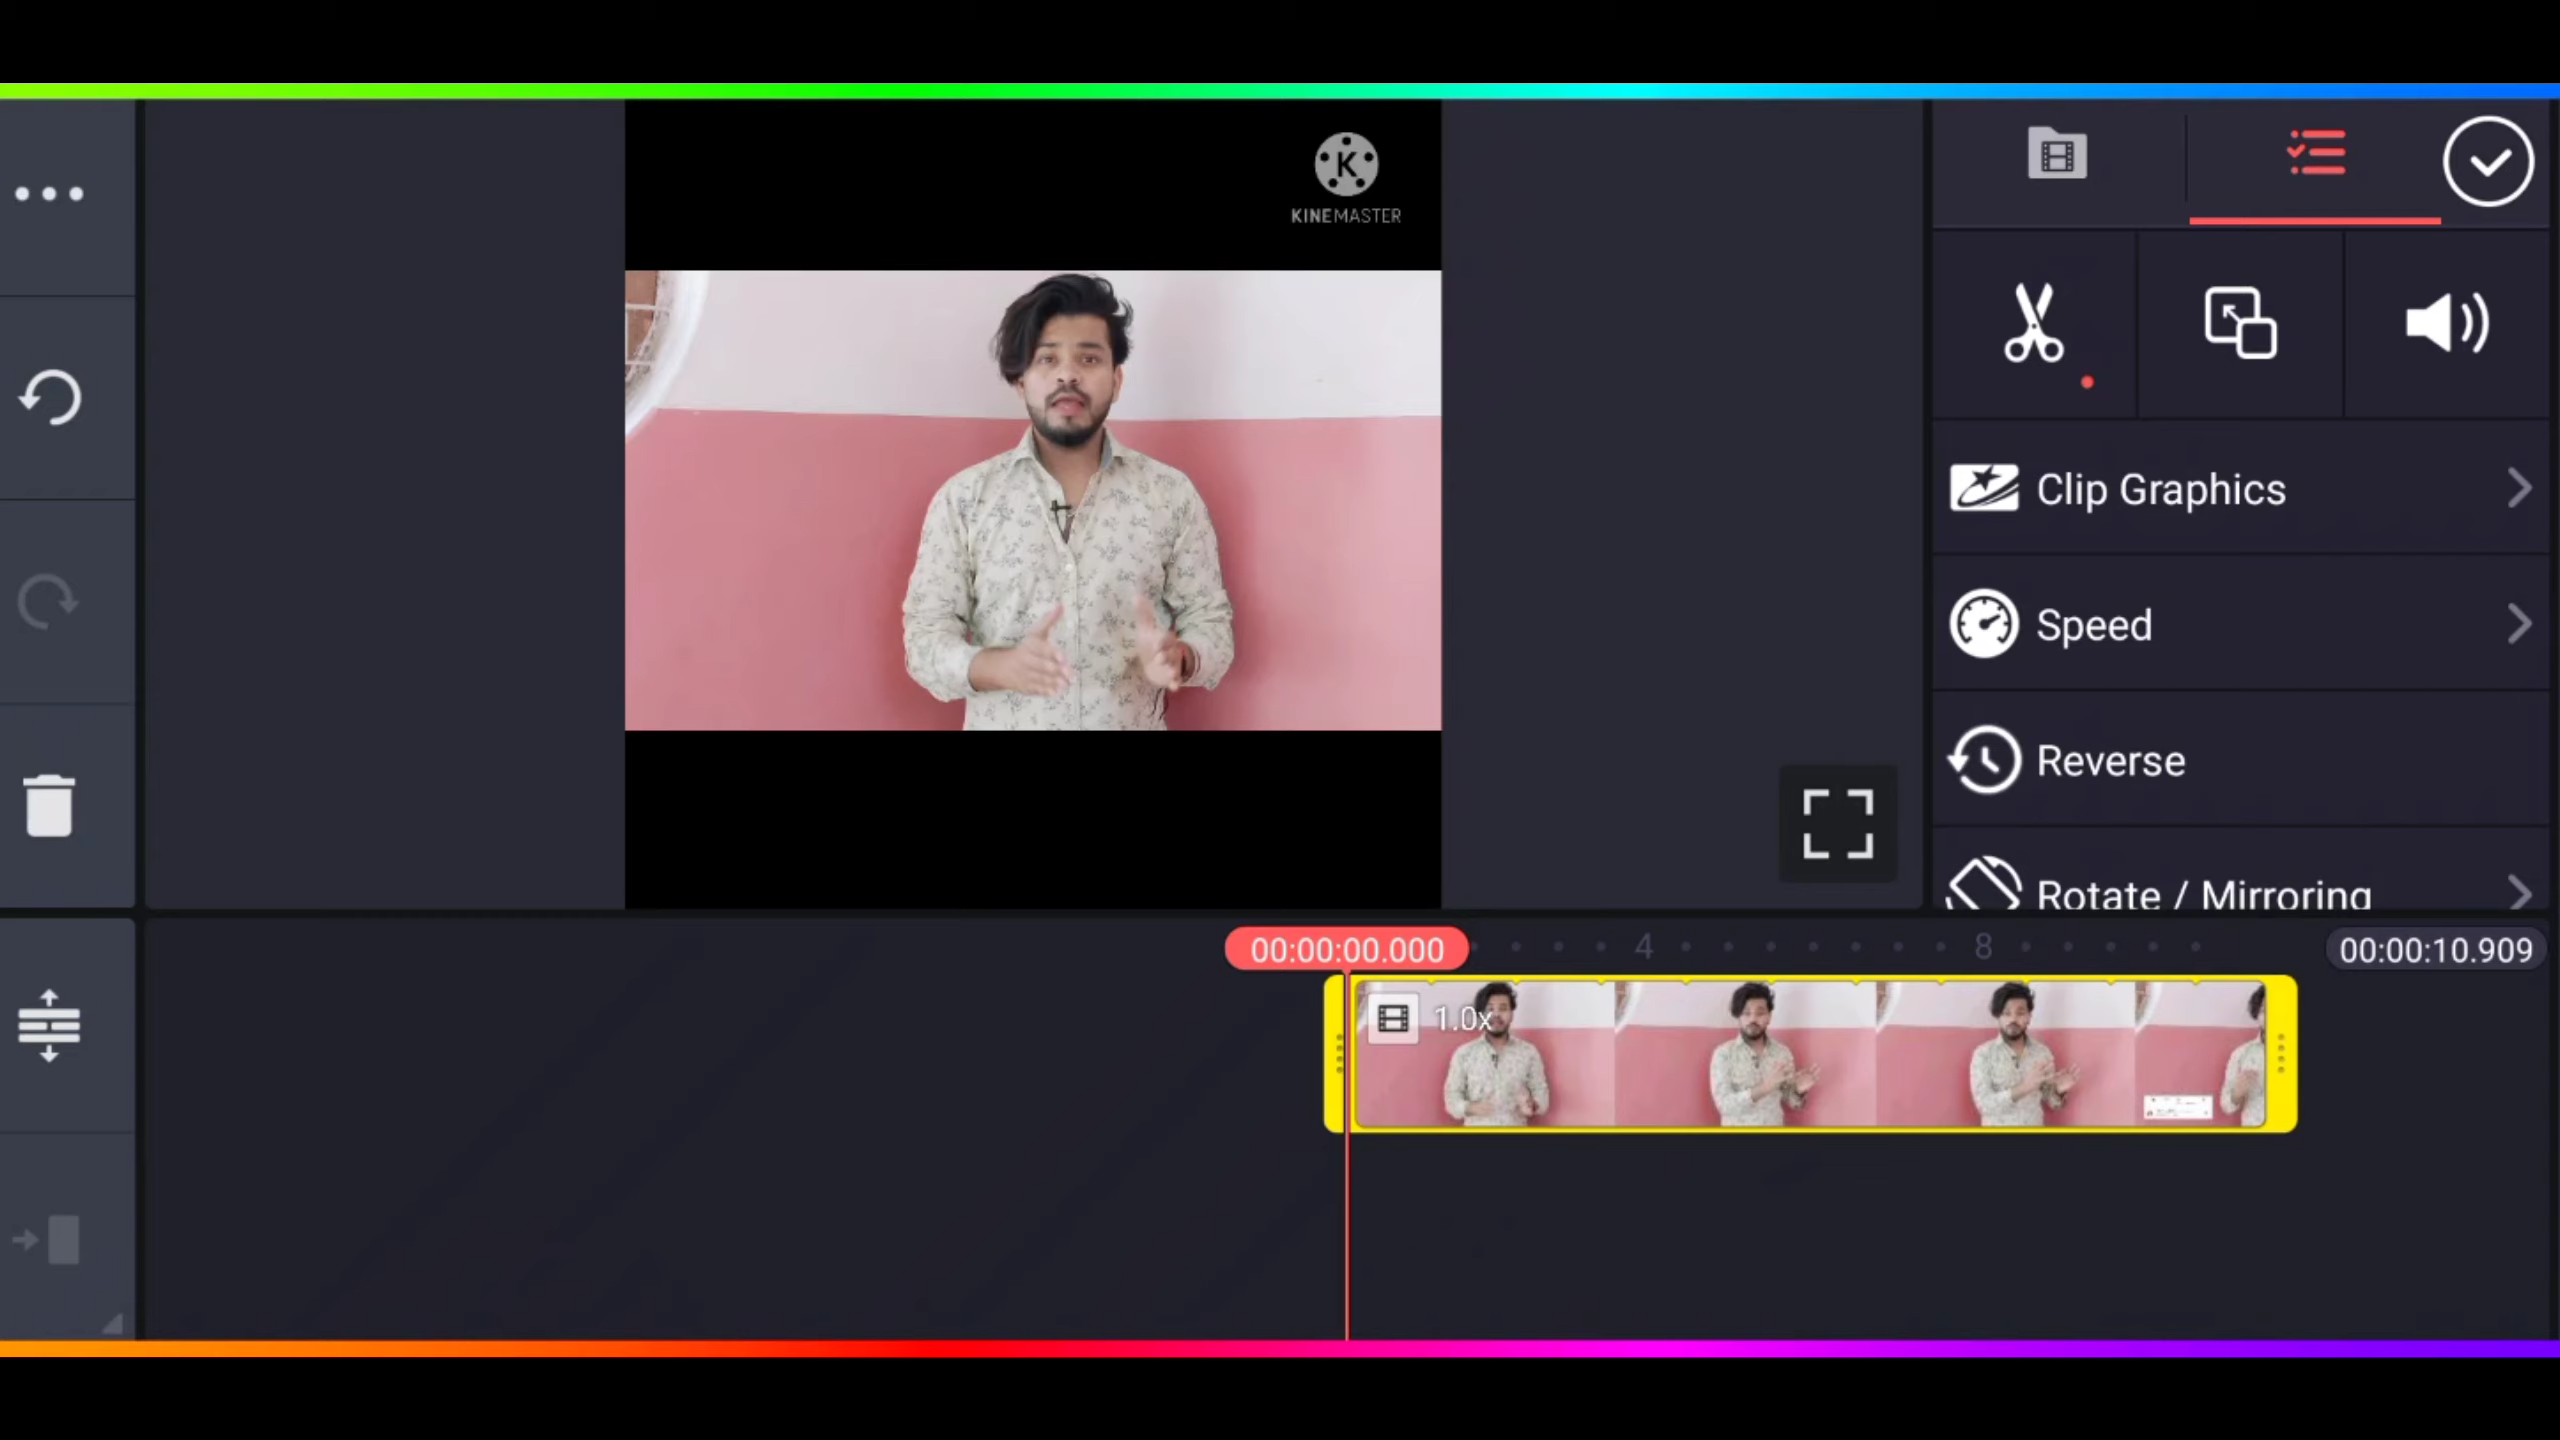 K
KINEMASTER
Clip Graphics
Speed
Reverse
Rotate / Mirroring
00:00:00.000
4
8
00:00:10.909
1.0x